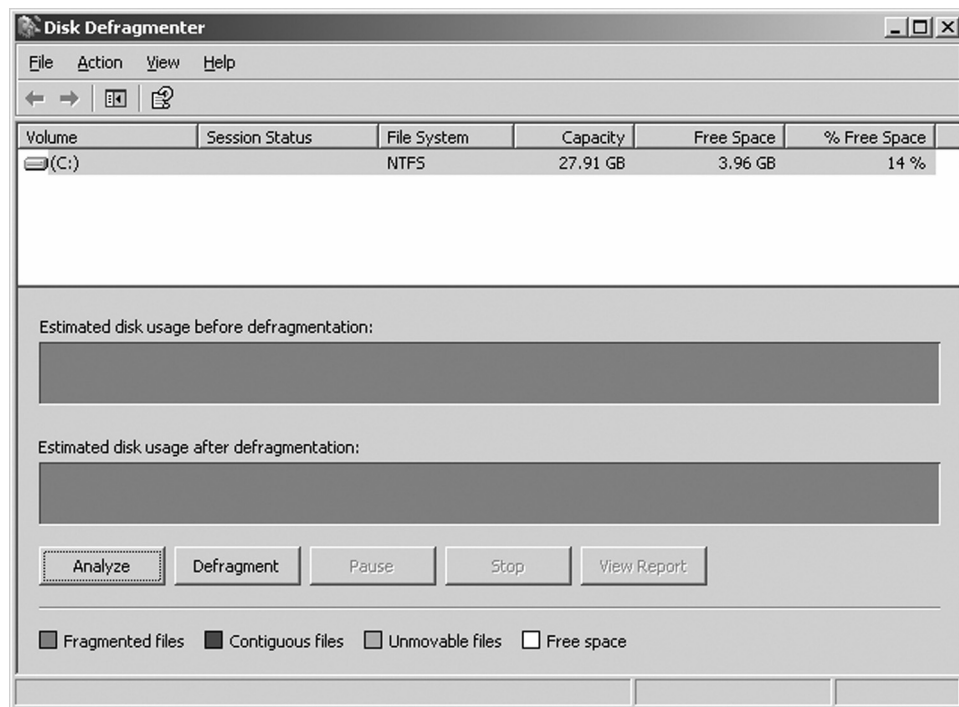 Disk Defragmenter
File Action View Help
Volume Session Status File System Capacity Free Space % Free Space
(C:) NTFS 27.91 GB 3.96 GB 14 %
Estimated disk usage before defragmentation:
Estimated disk usage after defragmentation:
Analyze Defragment Pause Stop View Report
Fragmented files Contiguous files Unmovable files Free space